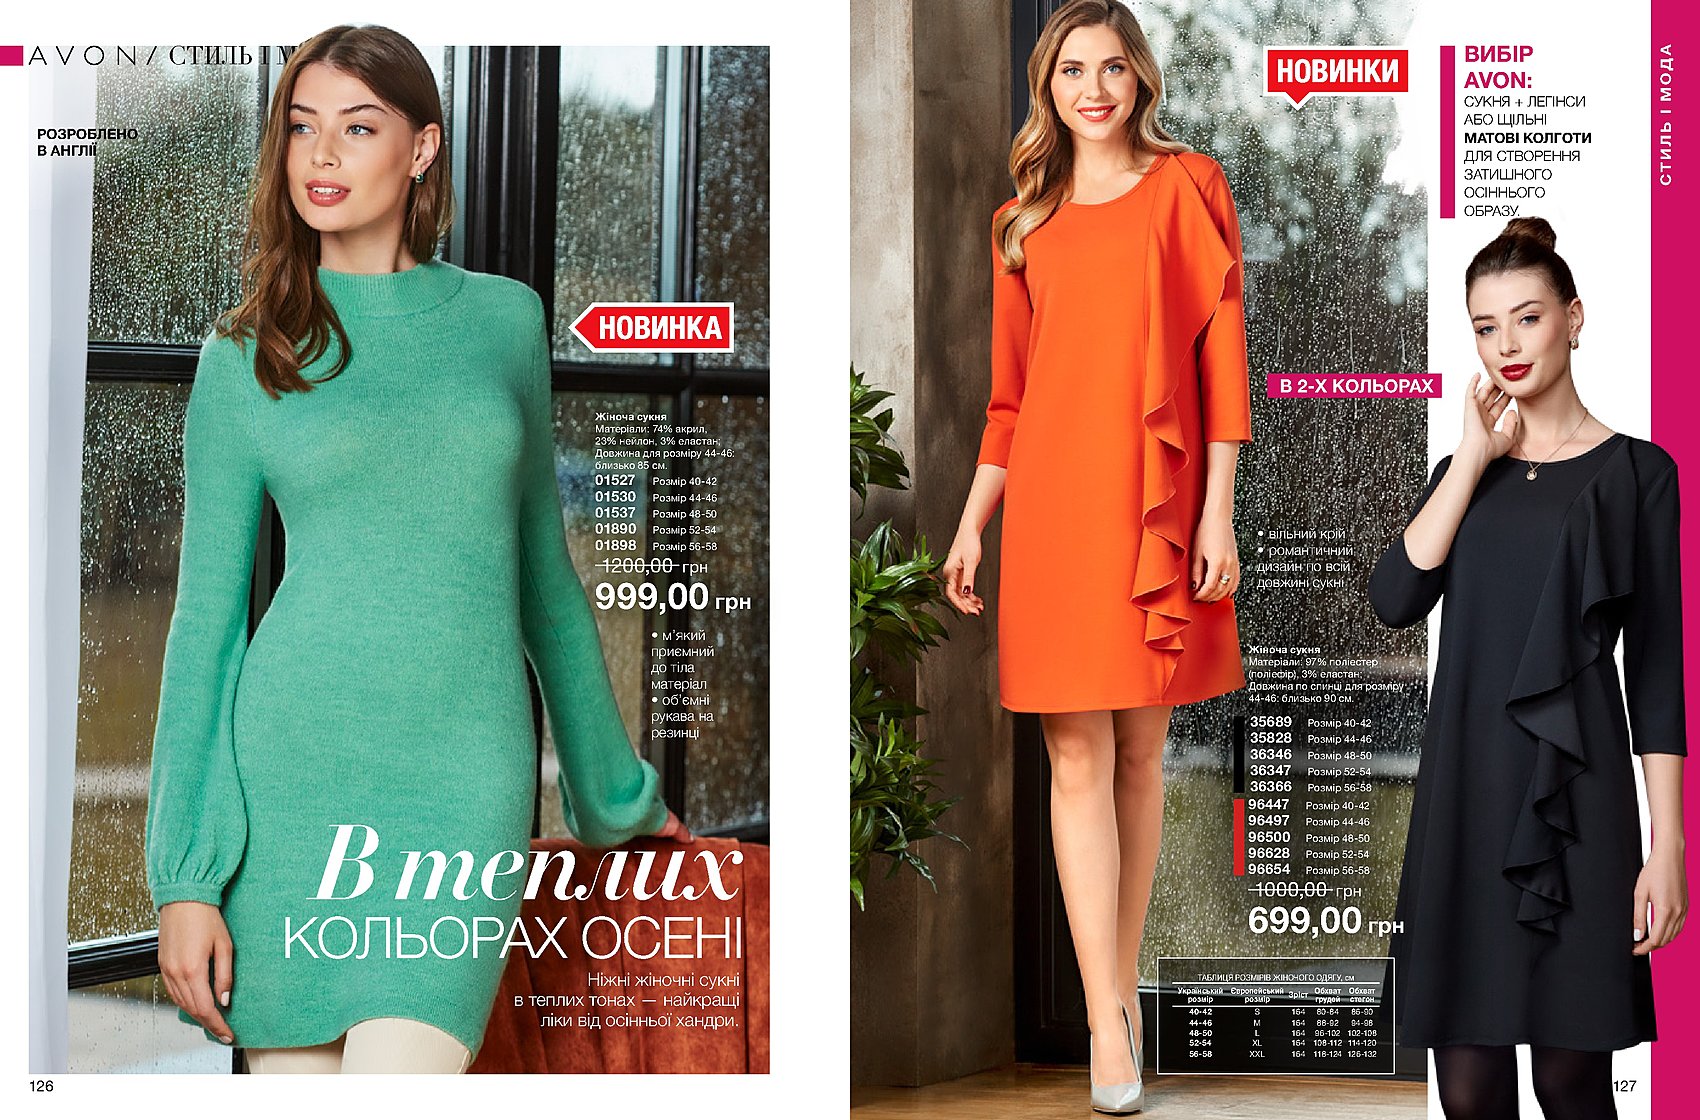 AVON / СТИЛЬ І М
РОЗРОБЛЕНО
В АНГЛІЇ
НОВИНКА
Жіноча сукня
Матеріали: 74% акрил,
23% нейлон, 3% еластан;
Довжина для розміру 44-46:
близько 85 см.
01527 Розмір 40-42
01530 Розмір 44-46
01537 Розмір 48-50
01890 Розмір 52-54
01898 Розмір 56-58
1200,00 грн
999,00 грн
• м'який
приємний
до тіла
матеріал
• об'ємні
рукава на
резинці
В теплих
КОЛЬОРАХ ОСЕНІ
Ніжні жіночні сукні
в теплих тонах — найкращі
ліки від осінньої хандри.
126
НОВИНКИ
ВИБІР
AVON:
СУКНЯ + ЛЕГІНСИ
АБО ЩІЛЬНІ
МАТОВІ КОЛГОТИ
ДЛЯ СТВОРЕННЯ
ЗАТИШНОГО
ОСІННЬОГО
ОБРАЗУ.
СТИЛЬ І МОДА
В 2-Х КОЛЬОРАХ
• вільний крій
• романтичний
дизайн по всій
довжині сукні
Жіноча сукня
Матеріали: 97% поліестер
(поліефір), 3% еластан;
Довжина по спинці для розміру
44-46: близько 90 см.
35689 Розмір 40-42
35828 Розмір 44-46
36346 Розмір 48-50
36347 Розмір 52-54
36366 Розмір 56-58
96447 Розмір 40-42
96497 Розмір 44-46
96500 Розмір 48-50
96628 Розмір 52-54
96654 Розмір 56-58
1000,00 грн
699,00 грн
ТАБЛИЦЯ РОЗМІРІВ ЖІНОЧОГО ОДЯГУ, см
Український розмір Європейський розмір Зріст Обхват грудей Обхват стегон
40-42 S 164 80-84 86-90
44-46 M 164 88-92 94-98
48-50 L 164 96-102 102-108
52-54 XL 164 108-112 114-120
56-58 XXL 164 118-124 126-132
127